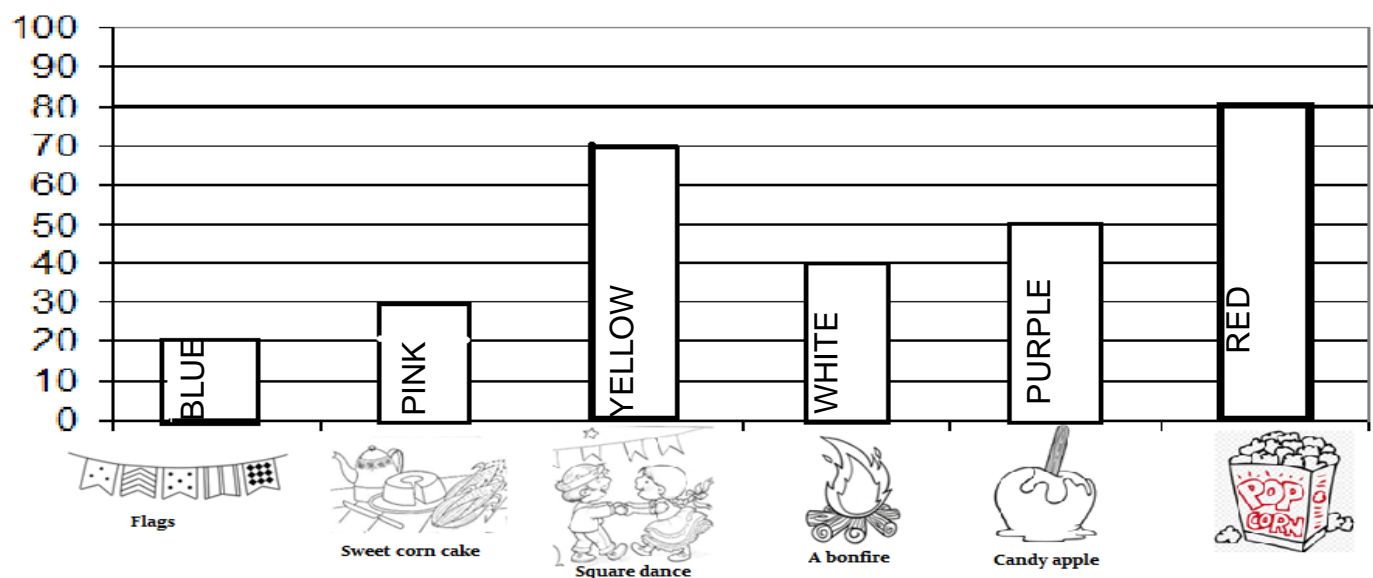 100
90
80
70
60
50
40
30
20
10
0
BLUE
PINK
YELLOW
WHITE
PURPLE
RED
Flags
Sweet corn cake
Square dance
A bonfire
Candy apple
POP
CORN